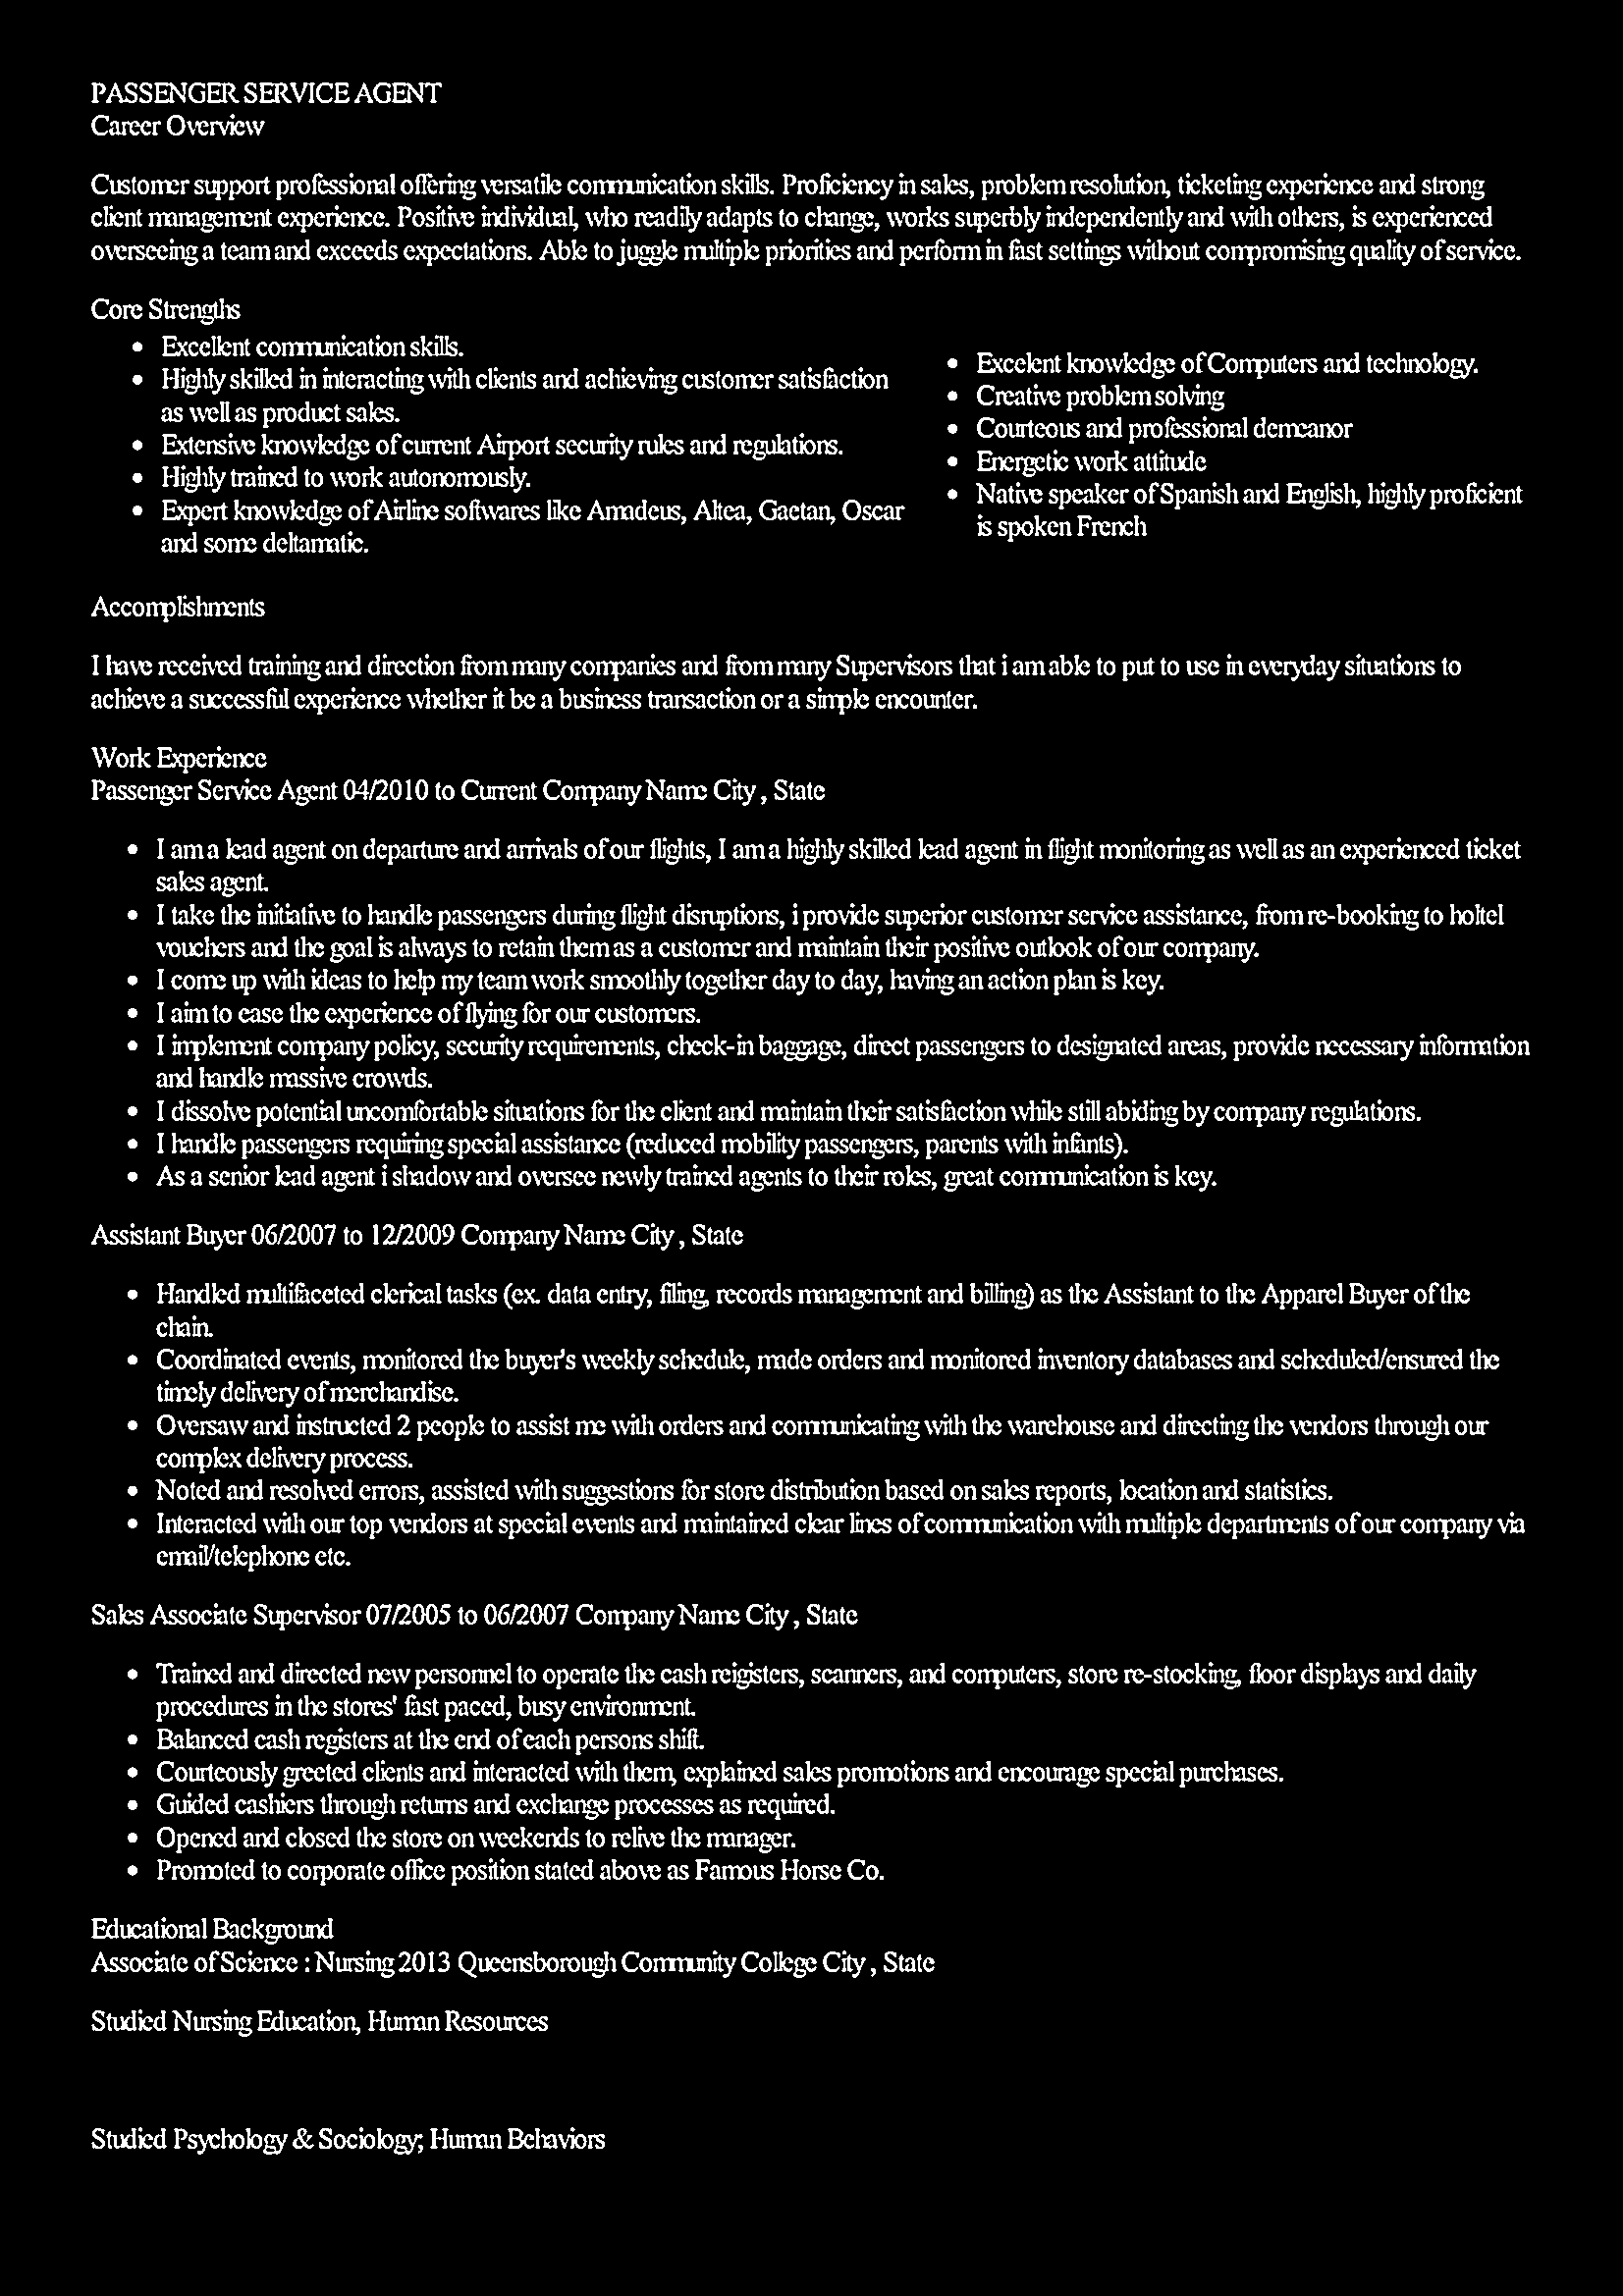 PASSENGER SERVICE AGENT
Career Overview
Customer support professional offering versatile communication skills. Proficiency in sales, problem resolution, ticketing experience and strong
client management experience. Positive individual, who readily adapts to change, works superbly independently and with others, is experienced
overseeing a team and exceeds expectations. Able to juggle multiple priorities and perform in fast settings without compromising quality of service.
Core Strengths
• Excellent communication skills.
• Highly skilled in interacting with clients and achieving customer satisfaction
as well as product sales.
• Extensive knowledge of current Airport security rules and regulations.
• Highly trained to work autonomously.
• Expert knowledge of Airline softwares like Amadeus, Altea, Gaetan, Oscar
and some deltamatic.
• Excelent knowledge of Computers and technology.
• Creative problem solving
• Courteous and professional demeanor
• Energetic work attitude
• Native speaker of Spanish and English, highly proficient
is spoken French
Accomplishments
I have received training and direction from many companies and from many Supervisors that i am able to put to use in everyday situations to
achieve a successful experience whether it be a business transaction or a simple encounter.
Work Experience
Passenger Service Agent 04/2010 to Current Company Name City , State
• I am a lead agent on departure and arrivals of our flights, I am a highly skilled lead agent in flight monitoring as well as an experienced ticket
sales agent.
• I take the initiative to handle passengers during flight disruptions, i provide superior customer service assistance, from re-booking to holtel
vouchers and the goal is always to retain them as a customer and maintain their positive outlook of our company.
• I come up with ideas to help my team work smoothly together day to day, having an action plan is key.
• I aim to ease the experience of flying for our customers.
• I implement company policy, security requirements, check-in baggage, direct passengers to designated areas, provide necessary information
and handle massive crowds.
• I dissolve potential uncomfortable situations for the client and maintain their satisfaction while still abiding by company regulations.
• I handle passengers requiring special assistance (reduced mobility passengers, parents with infants).
• As a senior lead agent i shadow and oversee newly trained agents to their roles, great communication is key.
Assistant Buyer 06/2007 to 12/2009 Company Name City , State
• Handled multifaceted clerical tasks (ex. data entry, filing, records management and billing) as the Assistant to the Apparel Buyer of the
chain.
• Coordinated events, monitored the buyer's weekly schedule, made orders and monitored inventory databases and scheduled/ensured the
timely delivery of merchandise.
• Oversaw and instructed 2 people to assist me with orders and communicating with the warehouse and directing the vendors through our
complex delivery process.
• Noted and resolved errors, assisted with suggestions for store distribution based on sales reports, location and statistics.
• Interacted with our top vendors at special events and maintained clear lines of communication with multiple departments of our company via
email/telephone etc.
Sales Associate Supervisor 07/2005 to 06/2007 Company Name City , State
• Trained and directed new personnel to operate the cash reigisters, scanners, and computers, store re-stocking, floor displays and daily
procedures in the stores' fast paced, busy environment.
• Balanced cash registers at the end of each persons shift.
• Courteously greeted clients and interacted with them, explained sales promotions and encourage special purchases.
• Guided cashiers through returns and exchange processes as required.
• Opened and closed the store on weekends to relive the manager.
• Promoted to corporate office position stated above as Famous Horse Co.
Educational Background
Associate of Science : Nursing 2013 Queensborough Community College City , State
Studied Nursing Education, Human Resources
Studied Psychology & Sociology; Human Behaviors